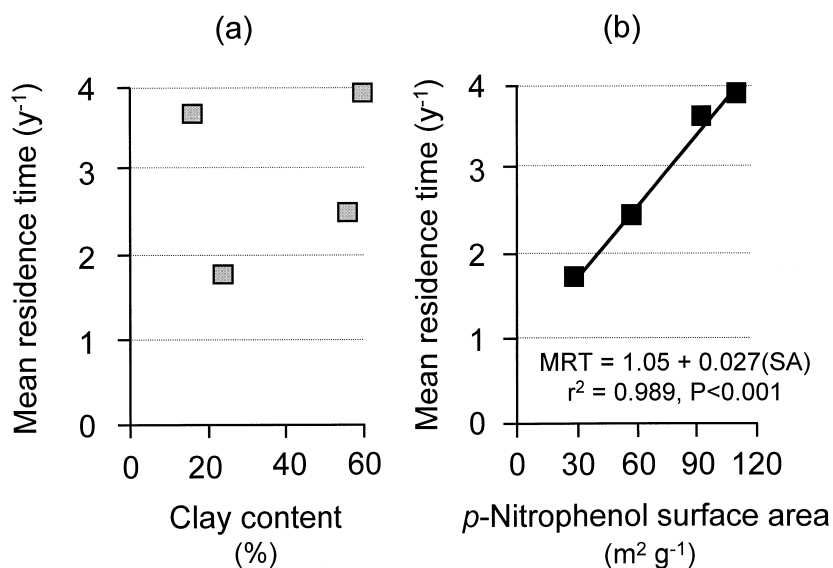 (a)
Mean residence time (y⁻¹)
4
3
2
1
0
0 20 40 60
Clay content
(%)
(b)
Mean residence time (y⁻¹)
4
3
2
1
0
MRT = 1.05 + 0.027(SA)
r² = 0.989, P<0.001
0 30 60 90 120
p-Nitrophenol surface area
(m² g⁻¹)